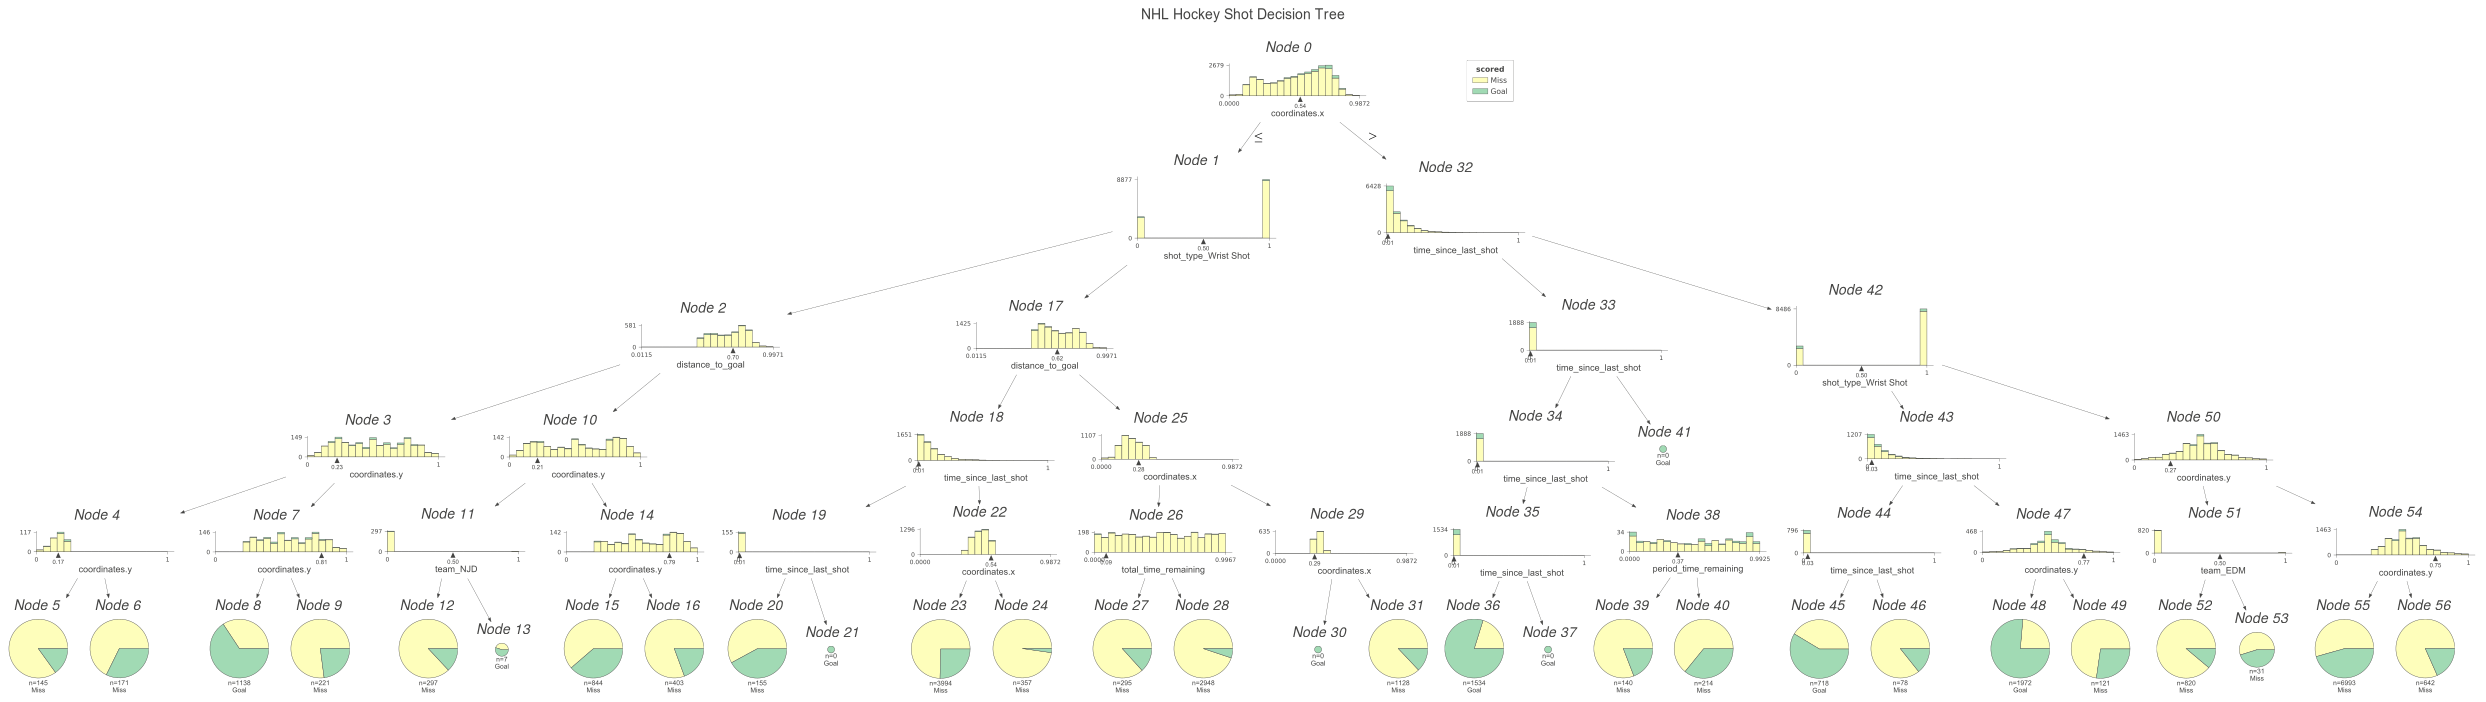 NHL Hockey Shot Decision Tree
Node 0
2679
0
0.0000
0.54
0.9872
coordinates.x
scored
Miss
Goal
≤
>
Node 1
8877
0
0
0.50
1
shot_type_Wrist Shot
Node 32
6428
0
0.01
1
time_since_last_shot
Node 2
581
0
0.0115
0.70
0.9971
distance_to_goal
Node 17
1425
0
0.0115
0.62
0.9971
distance_to_goal
Node 33
1888
0
0.01
1
time_since_last_shot
Node 42
8486
0
0
0.50
1
shot_type_Wrist Shot
Node 3
149
0
0
0.23
1
coordinates.y
Node 10
142
0
0
0.21
1
coordinates.y
Node 18
1651
0
0.01
1
time_since_last_shot
Node 25
1107
0
0.0000
0.28
0.9872
coordinates.x
Node 34
1888
0
0.01
1
time_since_last_shot
Node 41
n=0
Goal
Node 43
1207
0
0.03
1
time_since_last_shot
Node 50
1463
0
0
0.27
1
coordinates.y
Node 4
117
0
0
0.17
1
coordinates.y
Node 7
146
0
0
0.81
1
coordinates.y
Node 11
297
0
0
0.50
1
team_NJD
Node 14
142
0
0
0.79
1
coordinates.y
Node 19
155
0
0.01
1
time_since_last_shot
Node 22
1296
0
0.0000
0.54
0.9872
coordinates.x
Node 26
198
0
0.0000
0.09
0.9967
total_time_remaining
Node 29
635
0
0.0000
0.29
0.9872
coordinates.x
Node 35
1534
0
0.01
1
time_since_last_shot
Node 38
34
0
0.0000
0.37
0.9925
period_time_remaining
Node 44
796
0
0.03
1
time_since_last_shot
Node 47
468
0
0
0.77
1
coordinates.y
Node 51
820
0
0
0.50
1
team_EDM
Node 54
1463
0
0
0.75
1
coordinates.y
Node 5
n=145
Miss
Node 6
n=171
Miss
Node 8
n=1138
Goal
Node 9
n=221
Miss
Node 12
n=297
Miss
Node 13
n=7
Goal
Node 15
n=844
Miss
Node 16
n=403
Miss
Node 20
n=155
Miss
Node 21
n=0
Goal
Node 23
n=3994
Miss
Node 24
n=357
Miss
Node 27
n=295
Miss
Node 28
n=2948
Miss
Node 30
n=0
Goal
Node 31
n=1128
Miss
Node 36
n=1534
Goal
Node 37
n=0
Goal
Node 39
n=140
Miss
Node 40
n=214
Miss
Node 45
n=718
Goal
Node 46
n=78
Miss
Node 48
n=1972
Goal
Node 49
n=121
Miss
Node 52
n=820
Miss
Node 53
n=31
Miss
Node 55
n=6993
Miss
Node 56
n=642
Miss